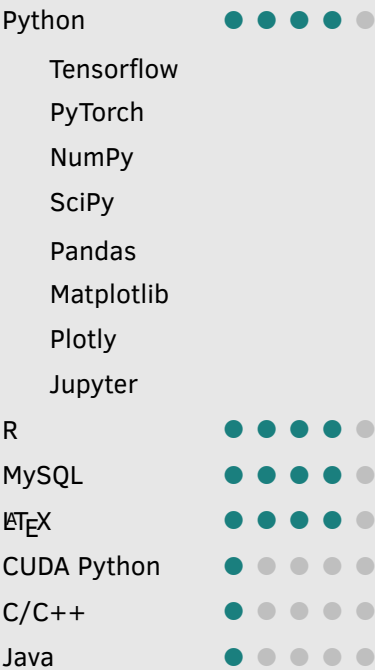 Python
Tensorflow
PyTorch
NumPy
SciPy
Pandas
Matplotlib
Plotly
Jupyter
R
MySQL
LATEX
CUDA Python
C/C++
Java